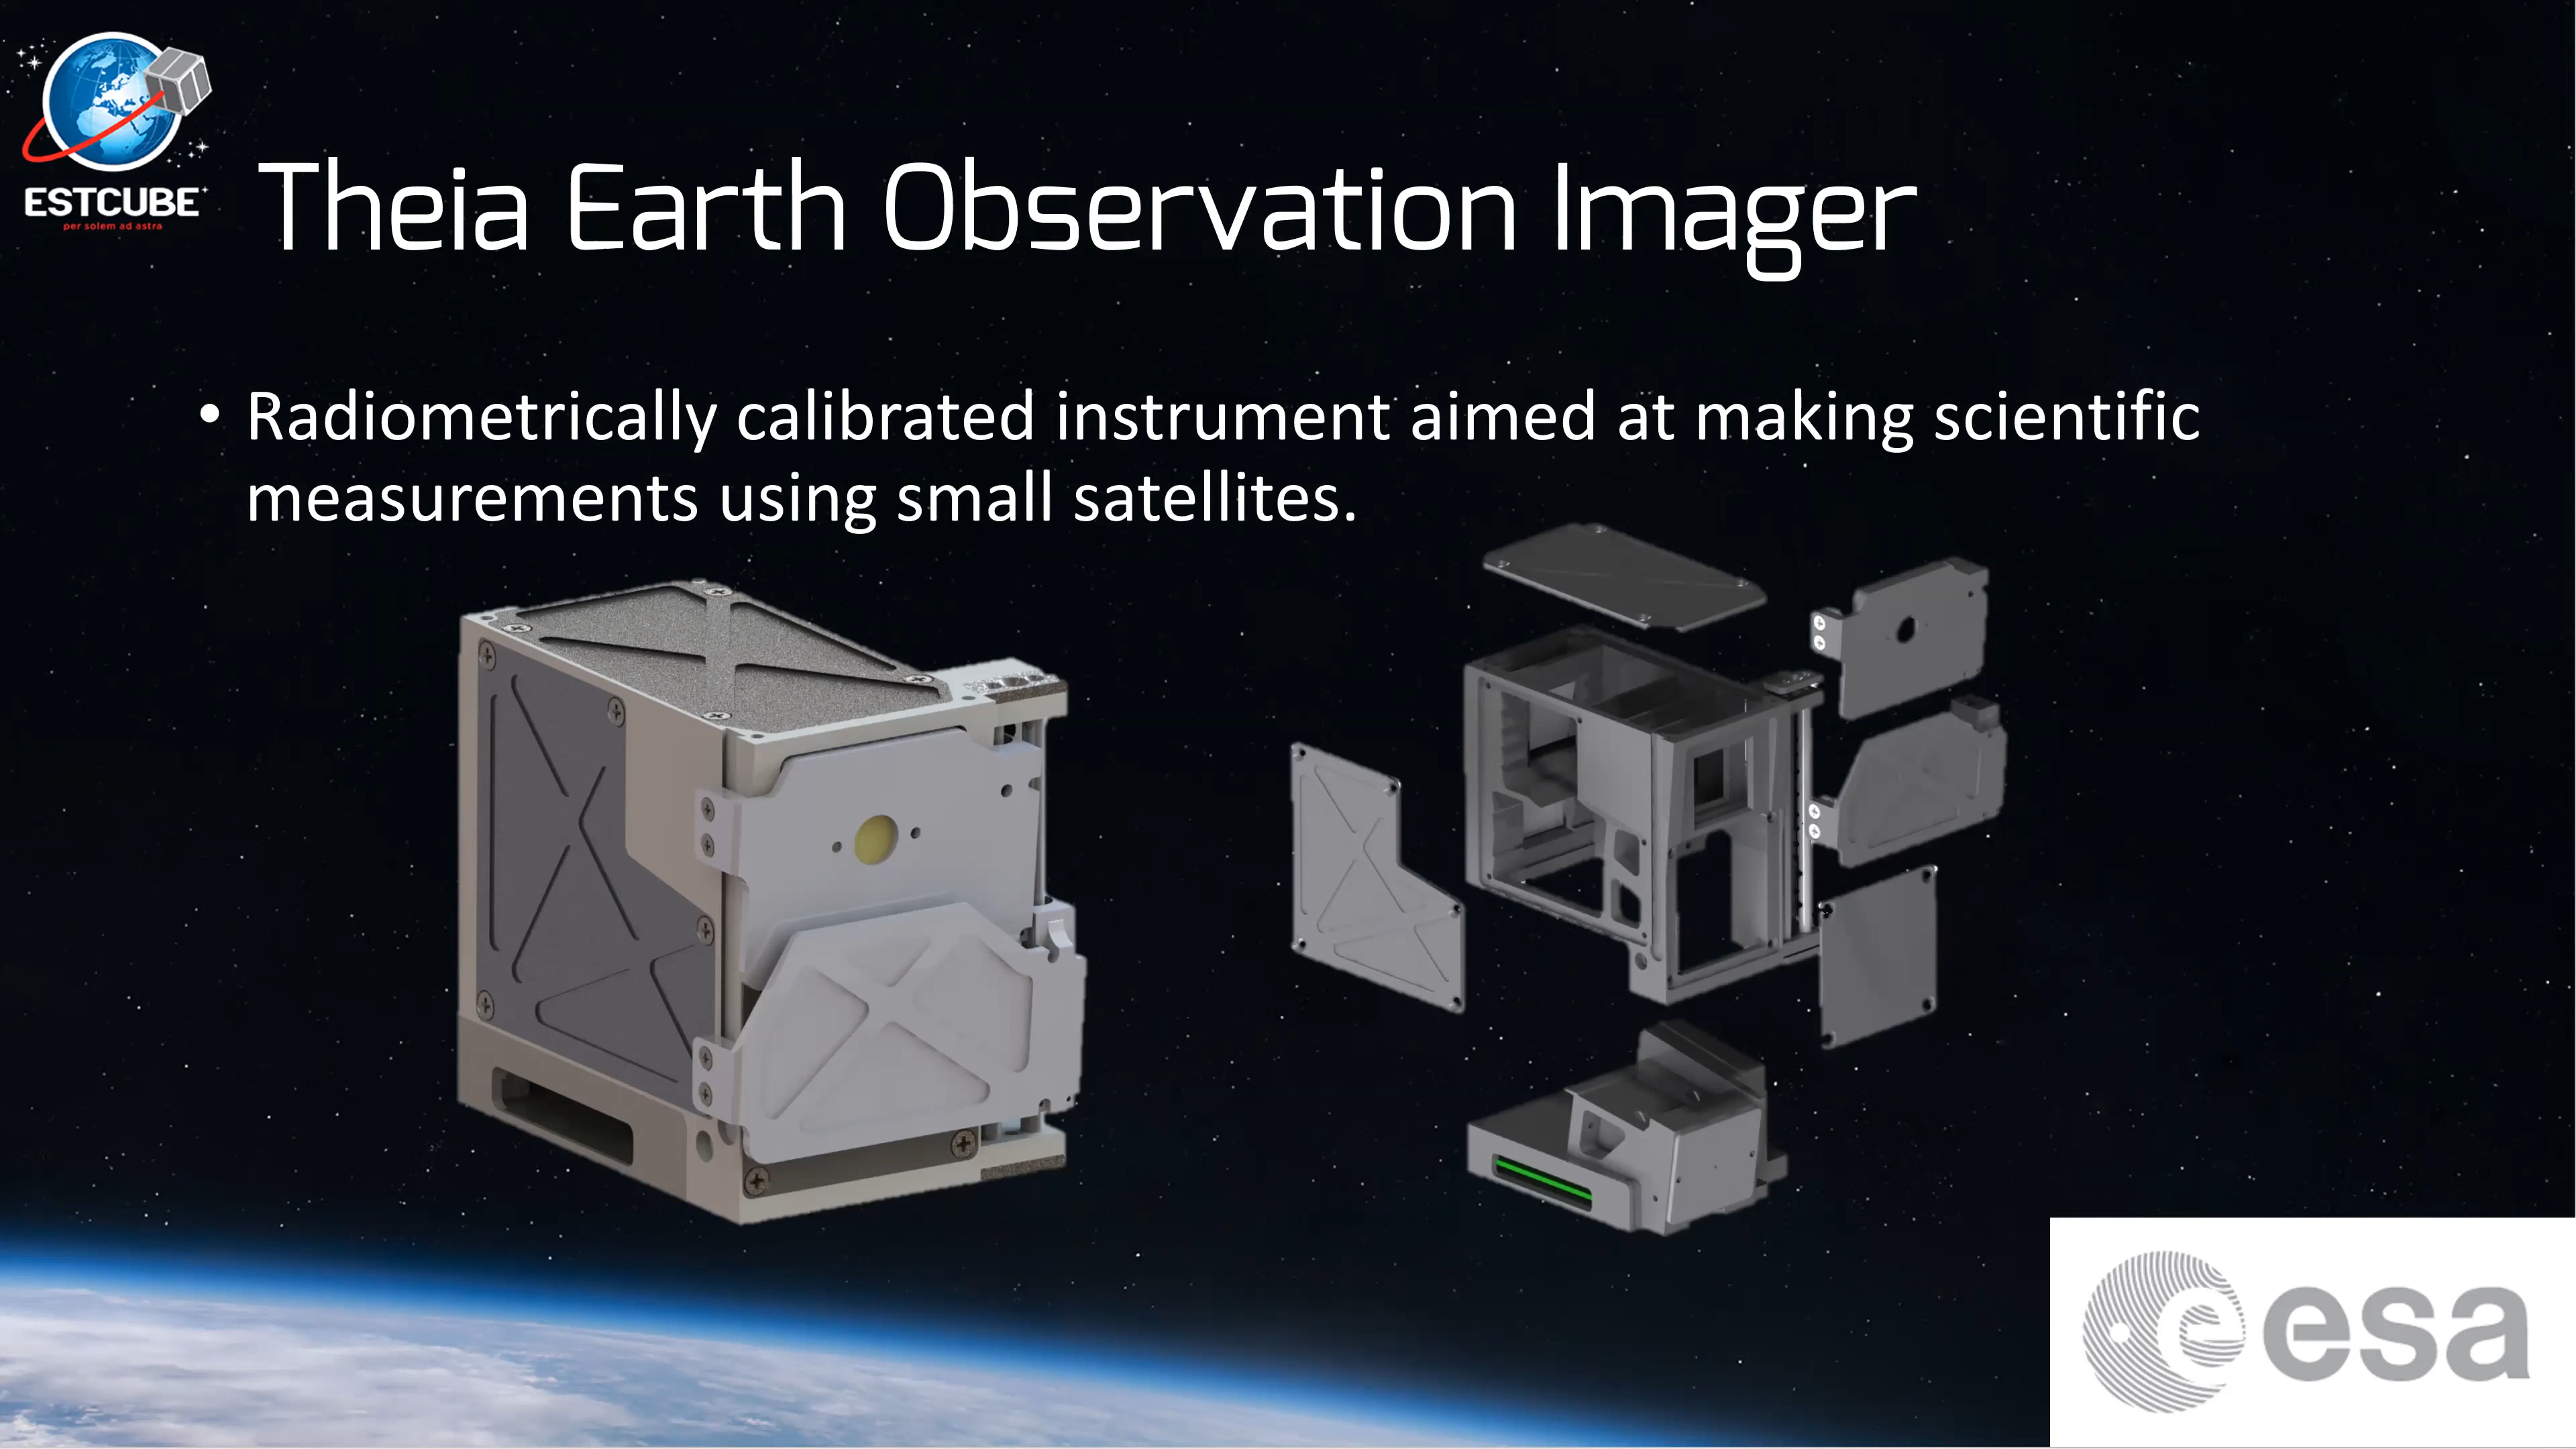 ESTCUBE
per solem ad astra
Theia Earth Observation Imager
• Radiometrically calibrated instrument aimed at making scientific
measurements using small satellites.
esa